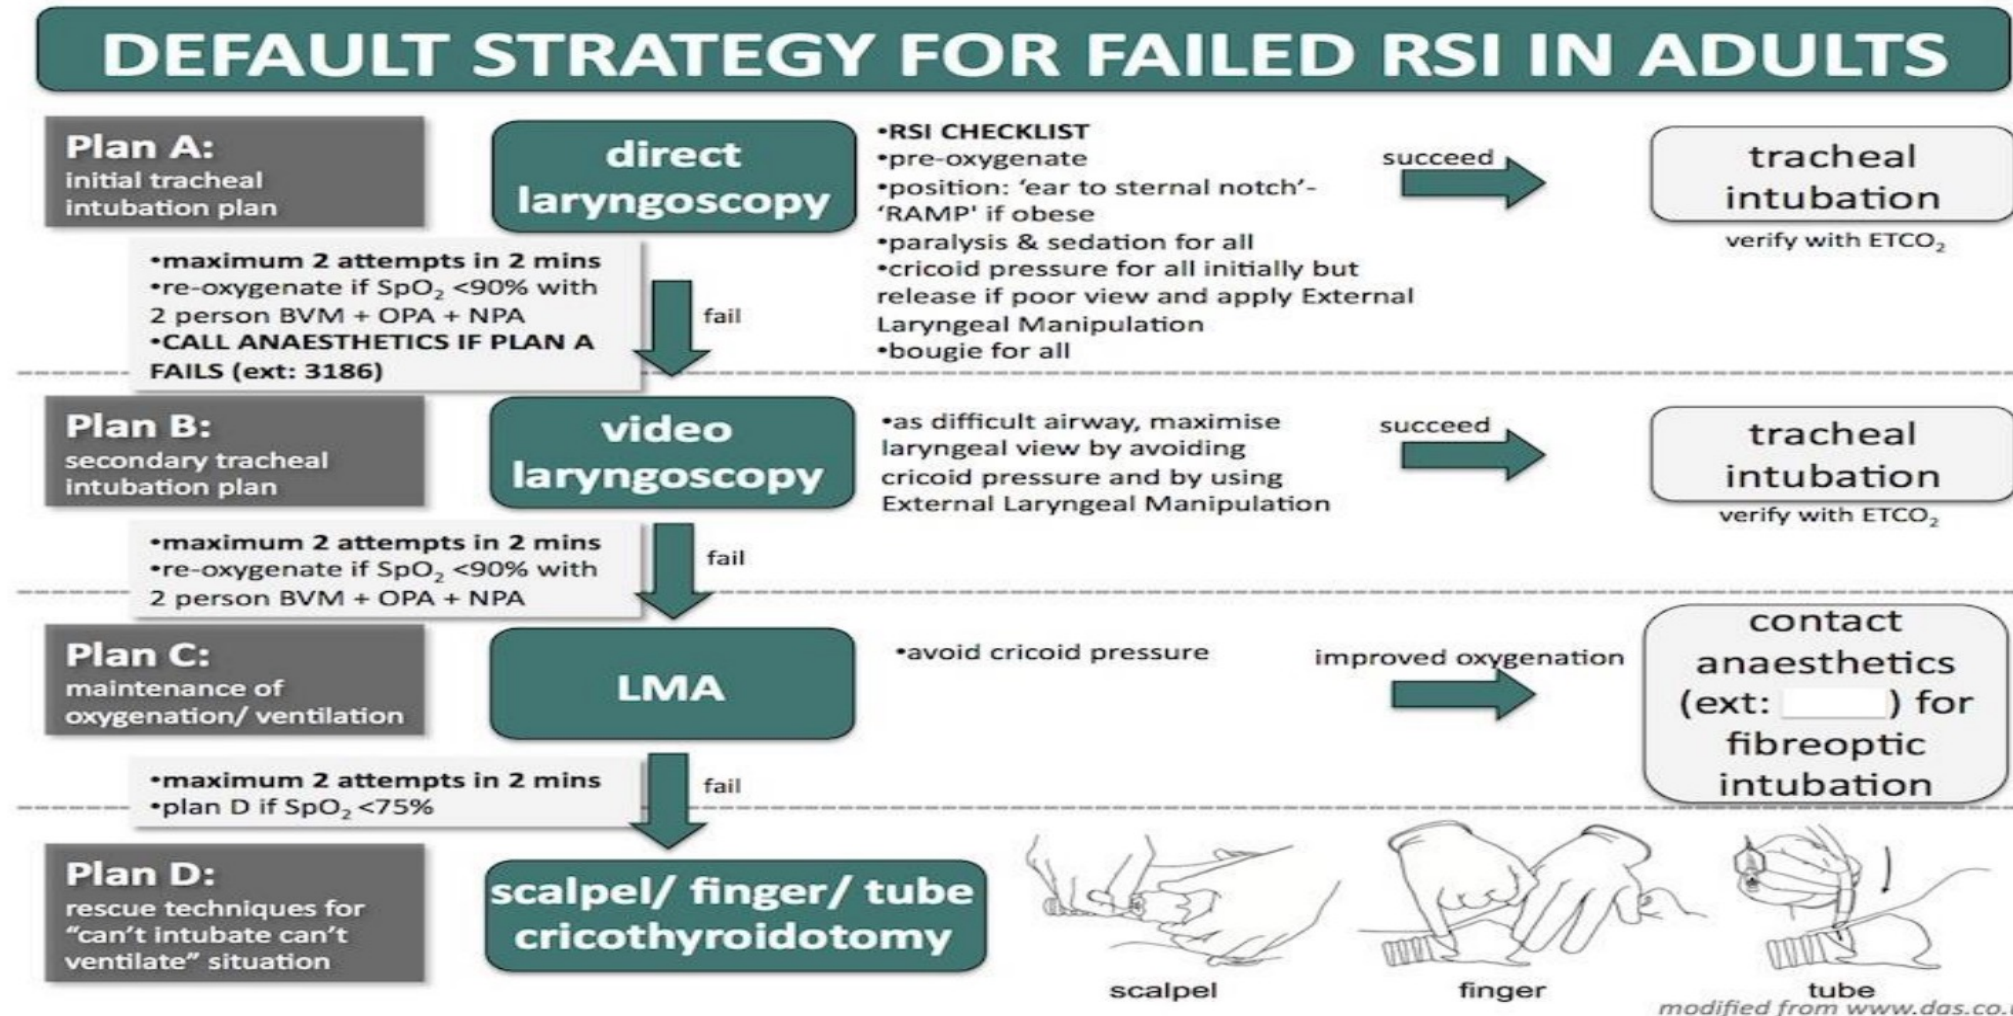 DEFAULT STRATEGY FOR FAILED RSI IN ADULTS
Plan A:
initial tracheal
intubation plan
direct
laryngoscopy
•RSI CHECKLIST
•pre-oxygenate
•position: ‘ear to sternal notch’-
‘RAMP' if obese
•paralysis & sedation for all
•cricoid pressure for all initially but
release if poor view and apply External
Laryngeal Manipulation
•bougie for all
succeed
tracheal
intubation
verify with ETCO₂
•maximum 2 attempts in 2 mins
•re-oxygenate if SpO₂ <90% with
2 person BVM + OPA + NPA
•CALL ANAESTHETICS IF PLAN A
FAILS (ext: 3186)
fail
Plan B:
secondary tracheal
intubation plan
video
laryngoscopy
•as difficult airway, maximise
laryngeal view by avoiding
cricoid pressure and by using
External Laryngeal Manipulation
succeed
tracheal
intubation
verify with ETCO₂
•maximum 2 attempts in 2 mins
•re-oxygenate if SpO₂ <90% with
2 person BVM + OPA + NPA
fail
Plan C:
maintenance of
oxygenation/ ventilation
LMA
•avoid cricoid pressure
improved oxygenation
contact
anaesthetics
(ext: ) for
fibreoptic
intubation
•maximum 2 attempts in 2 mins
•plan D if SpO₂ <75%
fail
Plan D:
rescue techniques for
“can’t intubate can’t
ventilate” situation
scalpel/ finger/ tube
cricothyroidotomy
scalpel
finger
tube
modified from www.das.co.